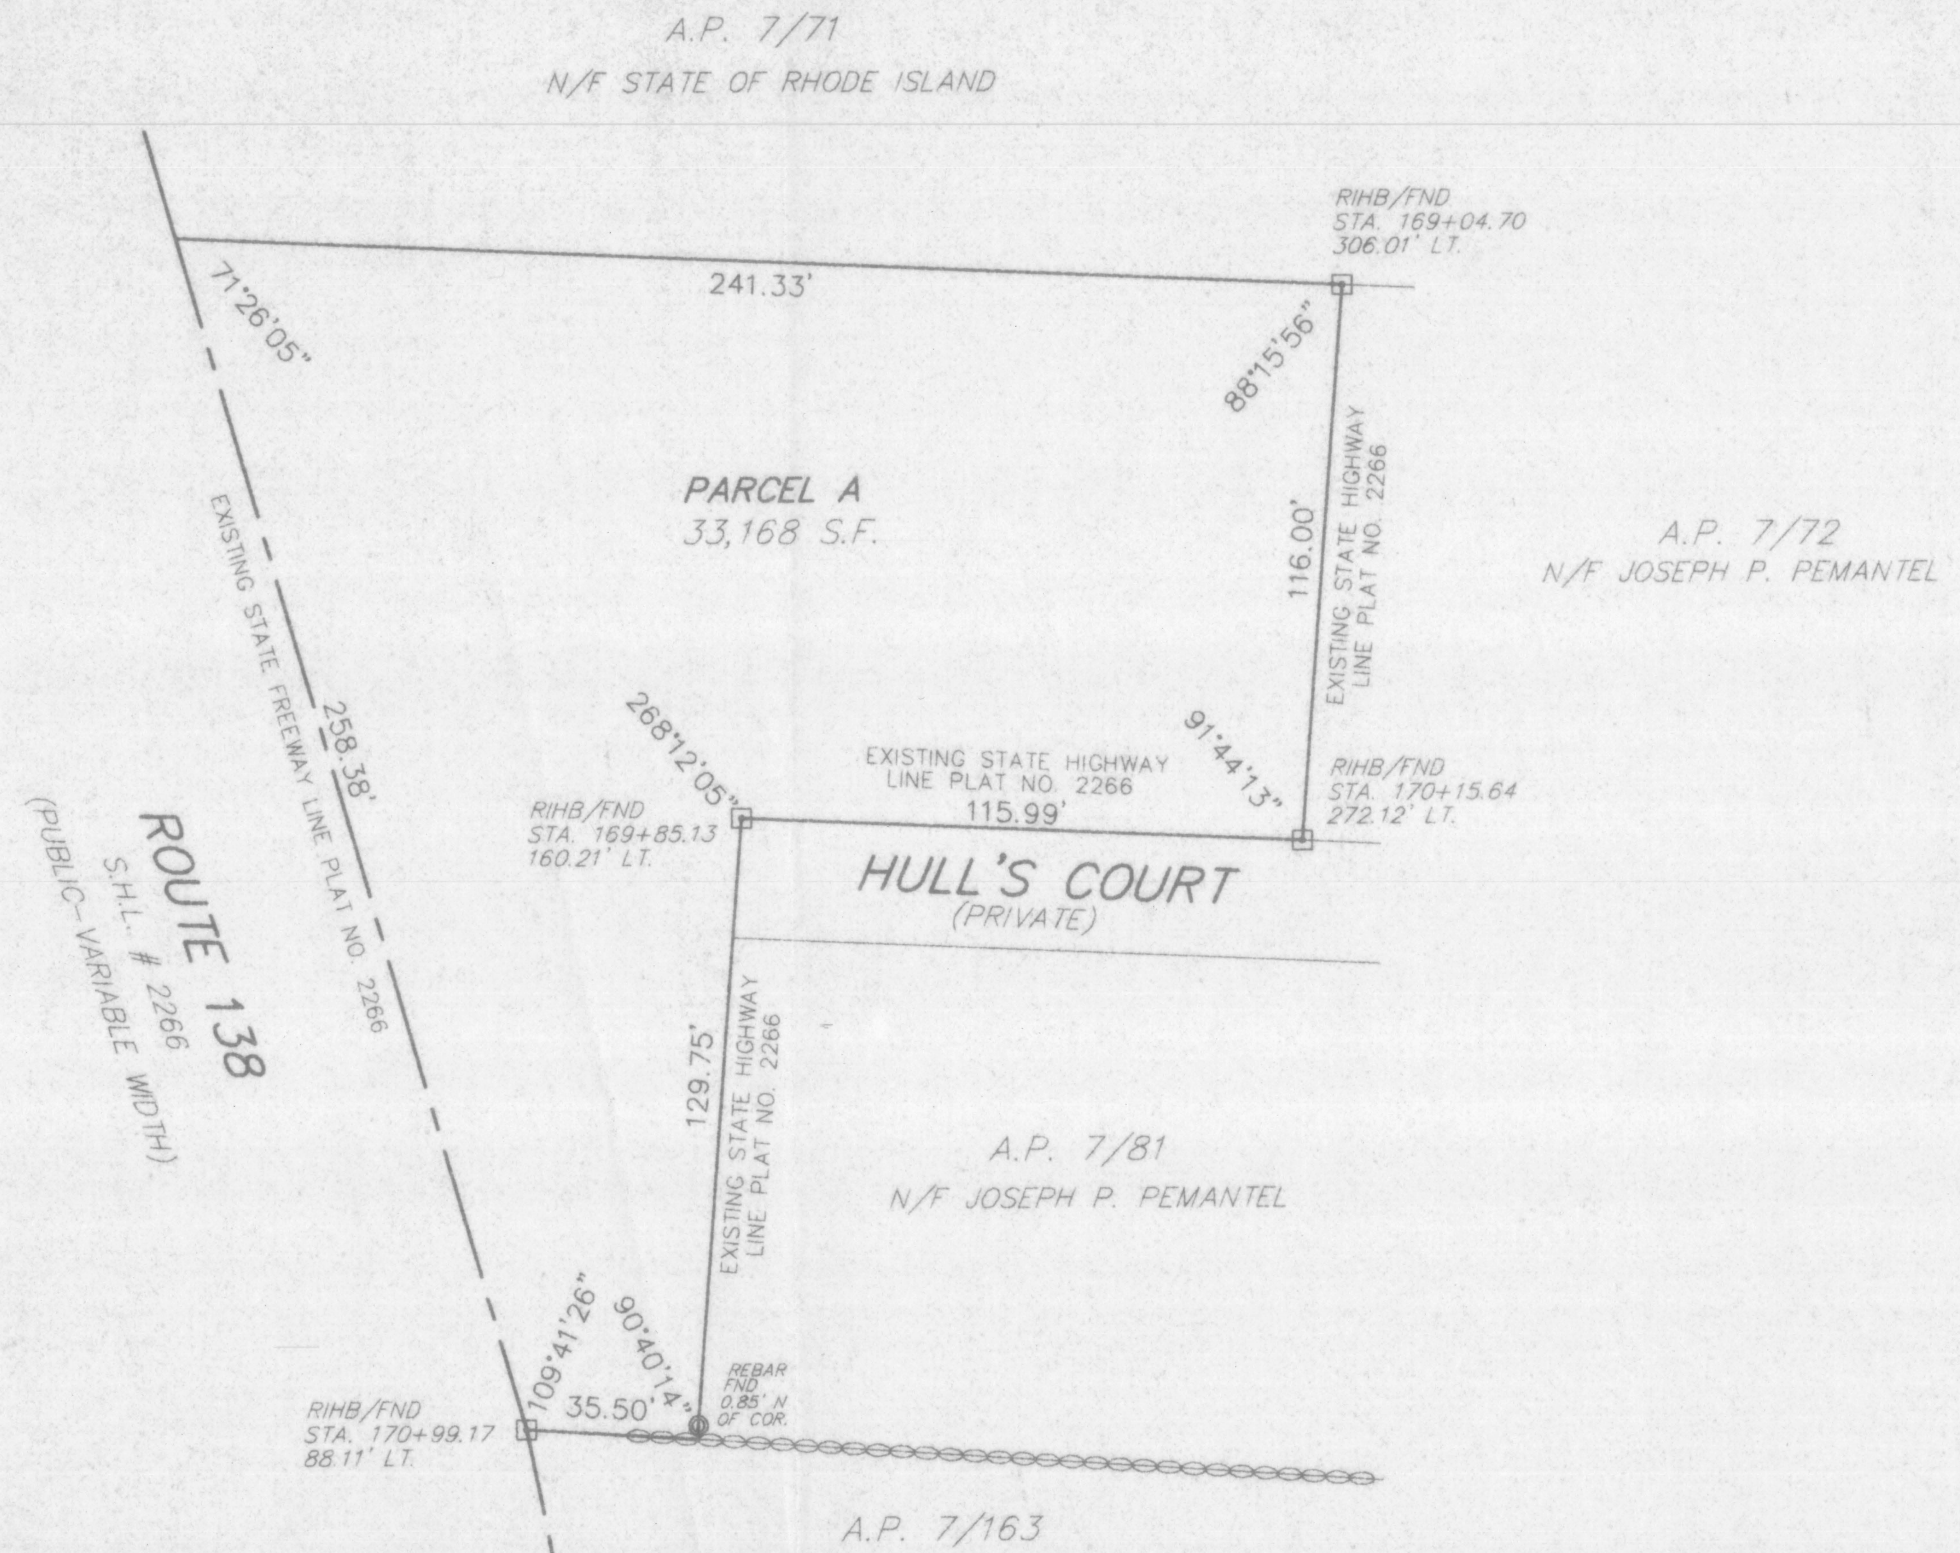 A.P. 7/71
N/F STATE OF RHODE ISLAND
RIHB/FND
STA. 169+04.70
306.01' LT.
241.33'
71°26'05"
88°15'56"
PARCEL A
33,168 S.F.
116.00'
EXISTING STATE HIGHWAY
LINE PLAT NO. 2266
A.P. 7/72
N/F JOSEPH P. PEMANTEL
EXISTING STATE FREEWAY LINE PLAT NO. 2266
258.38'
268°12'05"
91°44'13"
EXISTING STATE HIGHWAY
LINE PLAT NO. 2266
115.99'
RIHB/FND
STA. 169+85.13
160.21' LT.
RIHB/FND
STA. 170+15.64
272.12' LT.
HULL'S COURT
(PRIVATE)
ROUTE 138
S.H.L. # 2266
(PUBLIC-VARIABLE WIDTH)
129.75'
EXISTING STATE HIGHWAY
LINE PLAT NO. 2266
A.P. 7/81
N/F JOSEPH P. PEMANTEL
109°41'26"
90°40'14"
35.50'
REBAR
FND
0.85' N
OF COR.
RIHB/FND
STA. 170+99.17
88.11' LT.
A.P. 7/163